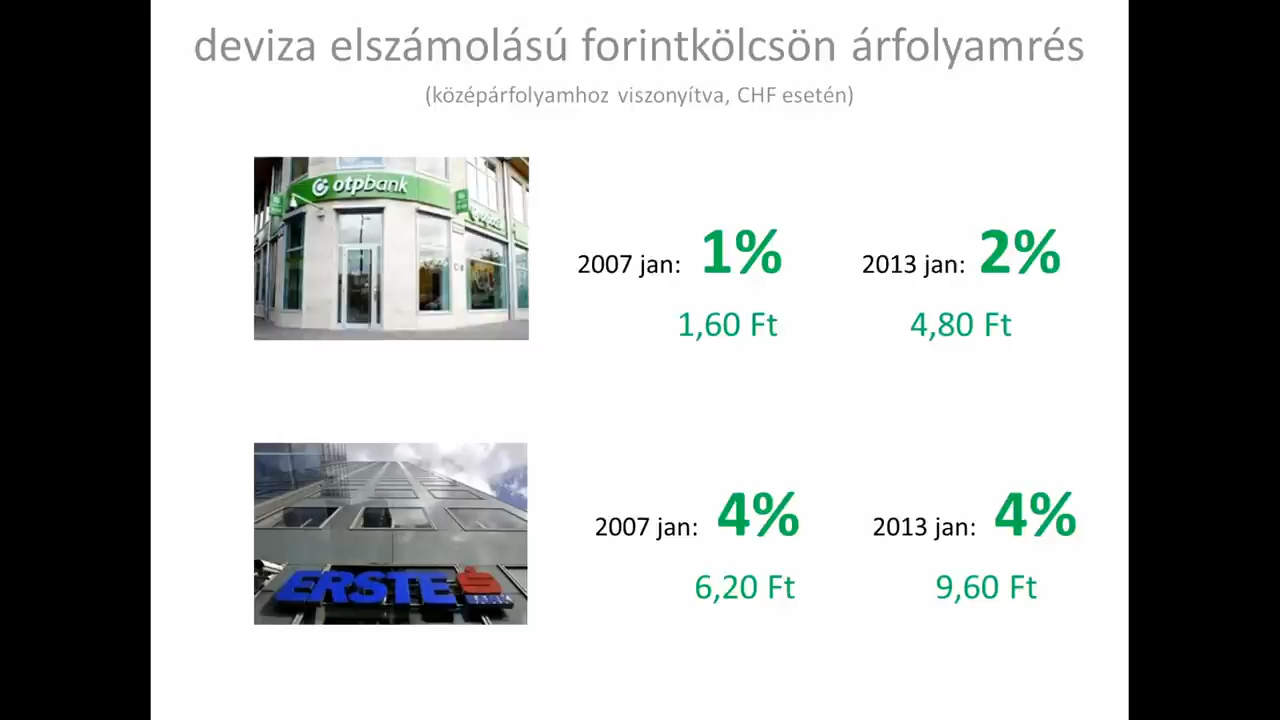 deviza elszámolású forintkölcsön árfolyamrés
(középárfolyamhoz viszonyítva, CHF esetén)
otpbank
2007 jan: 1% 2013 jan: 2%
1,60 Ft 4,80 Ft
ERSTE
2007 jan: 4% 2013 jan: 4%
6,20 Ft 9,60 Ft